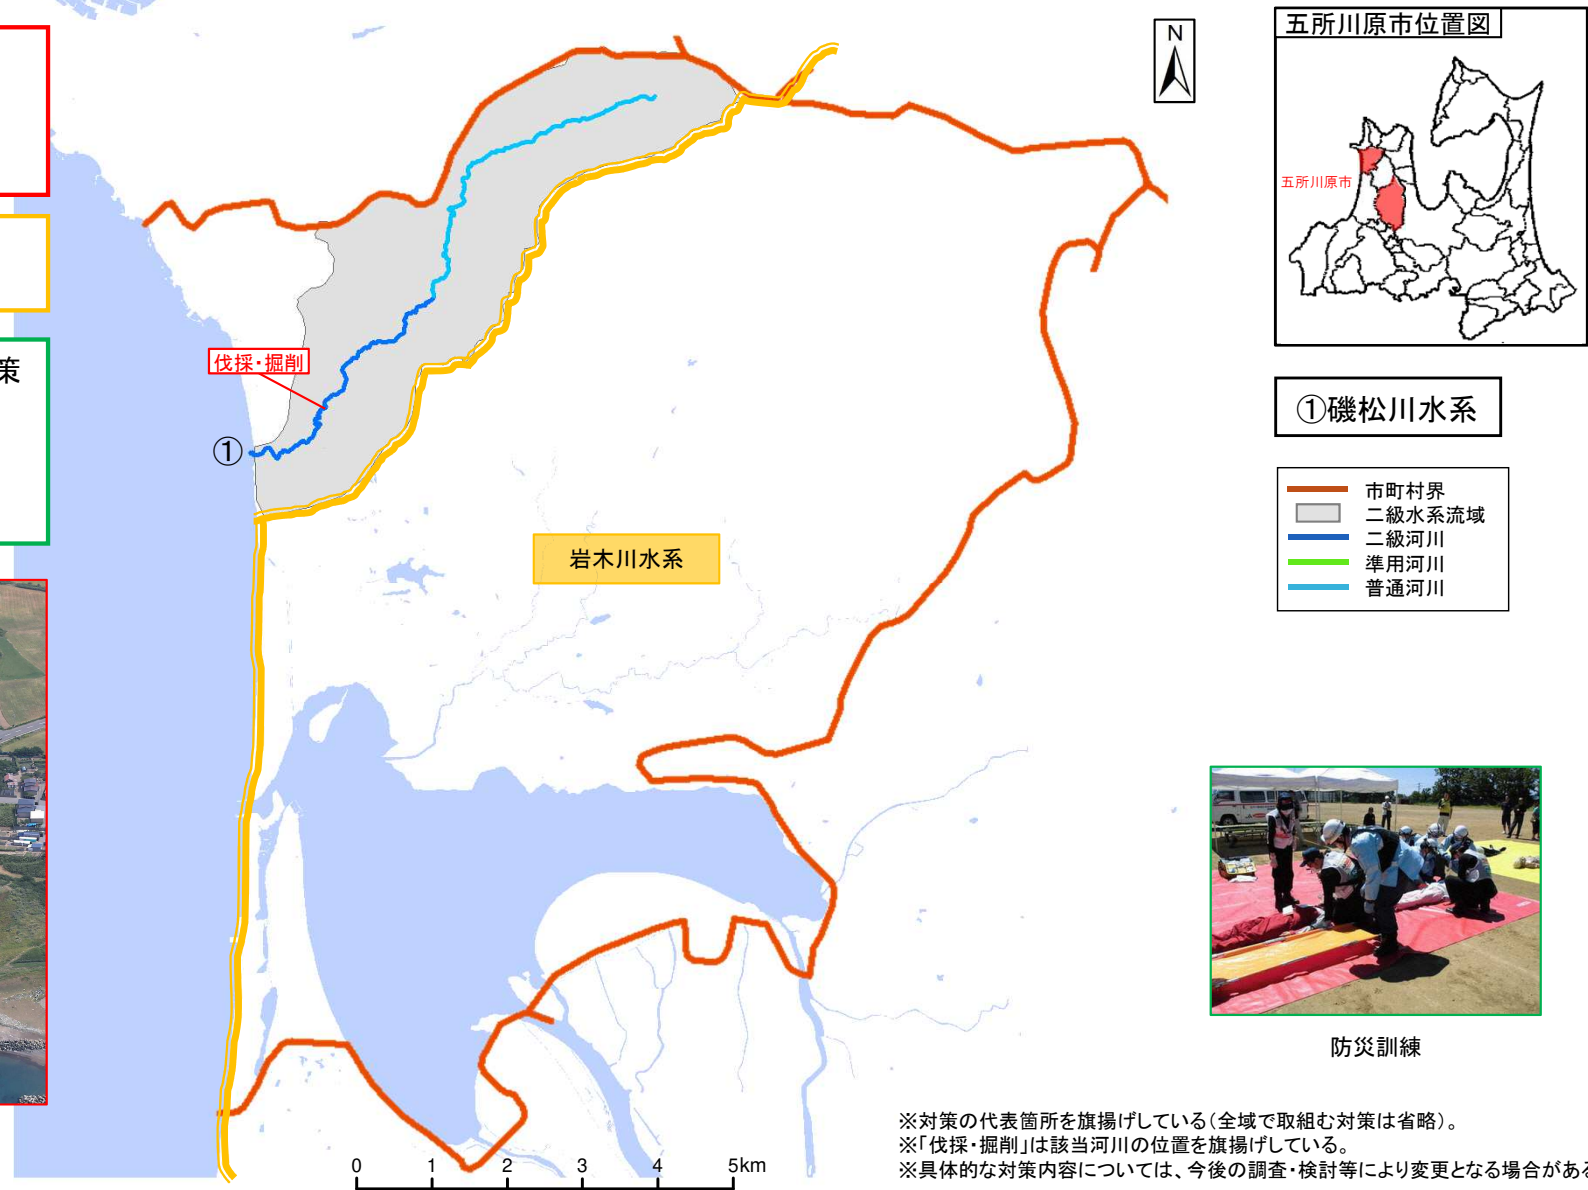 五所川原市位置図
N
五所川原市
策
伐採・掘削
①磯松川水系
①
市町村界
二級水系流域
二級河川
準用河川
普通河川
岩木川水系
防災訓練
※対策の代表箇所を旗揚げしている(全域で取組む対策は省略)。
※「伐採・掘削」は該当河川の位置を旗揚げしている。
※具体的な対策内容については、今後の調査・検討等により変更となる場合がある
0 1 2 3 4 5km